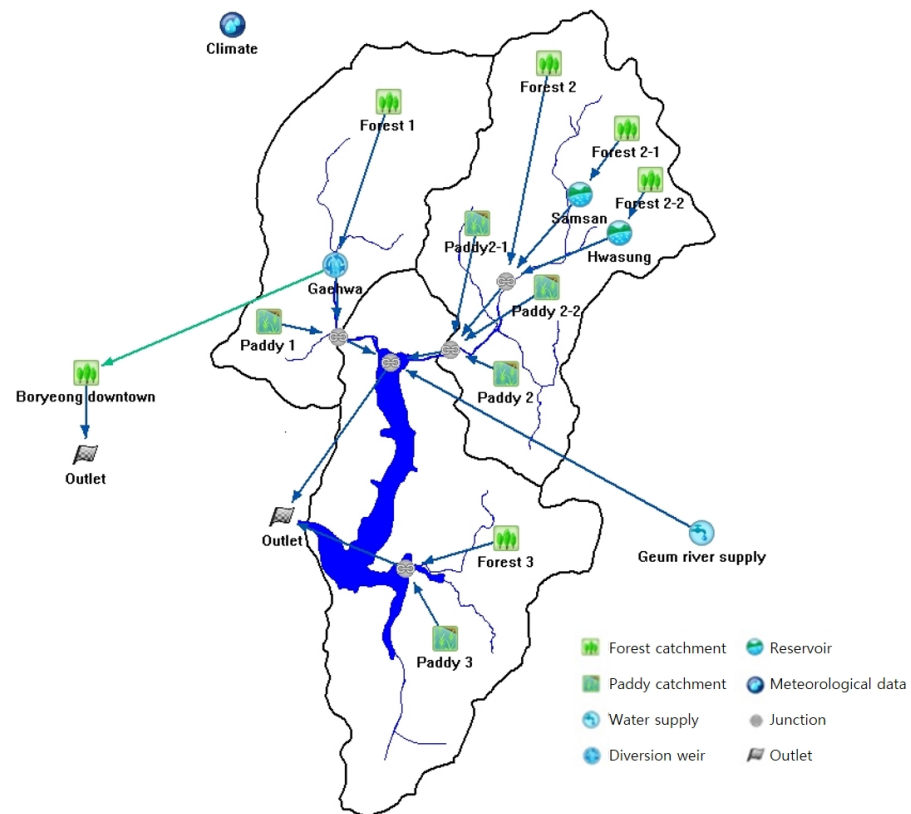 Climate
Forest 2
Forest 1
Forest 2-1
Forest 2-2
Samsan
Paddy2-1
Hwasung
Gaehwa
Paddy 2-2
Paddy 1
Paddy 2
Boryeong downtown
Outlet
Outlet
Forest 3
Geum river supply
Paddy 3
Forest catchment
Reservoir
Paddy catchment
Meteorological data
Water supply
Junction
Diversion weir
Outlet